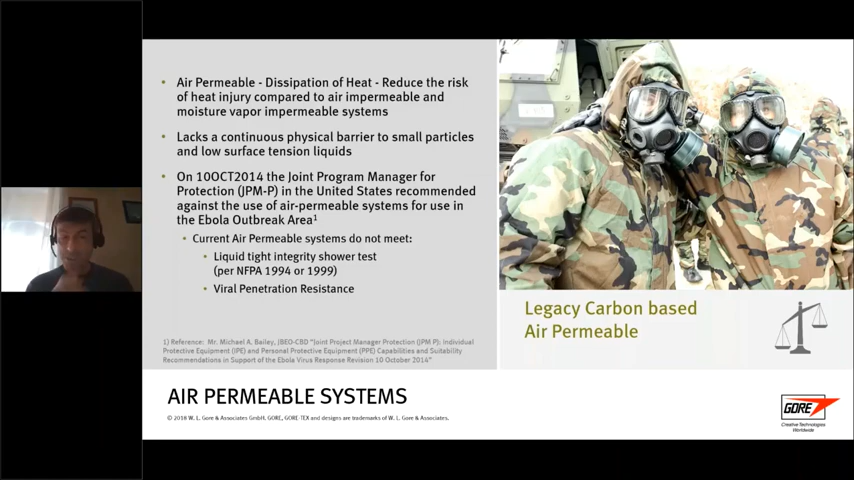 • Air Permeable - Dissipation of Heat - Reduce the risk
of heat injury compared to air impermeable and
moisture vapor impermeable systems
• Lacks a continuous physical barrier to small particles
and low surface tension liquids
• On 10OCT2014 the Joint Program Manager for
Protection (JPM-P) in the United States recommended
against the use of air-permeable systems for use in
the Ebola Outbreak Area¹
• Current Air Permeable systems do not meet:
• Liquid tight integrity shower test
(per NFPA 1994 or 1999)
• Viral Penetration Resistance
1) Reference: Mr. Michael A. Bailey, JBEO-CBD "Joint Project Manager Protection (JPM P): Individual
Protective Equipment (IPE) and Personal Protective Equipment (PPE) Capabilities and Suitability
Recommendations in Support of the Ebola Virus Response Revision 10 October 2014"
Legacy Carbon based
Air Permeable
AIR PERMEABLE SYSTEMS
© 2018 W. L. Gore & Associates GmbH, GORE, GORE-TEX and designs are trademarks of W. L. Gore & Associates.
GORE
Creative Technologies
Worldwide